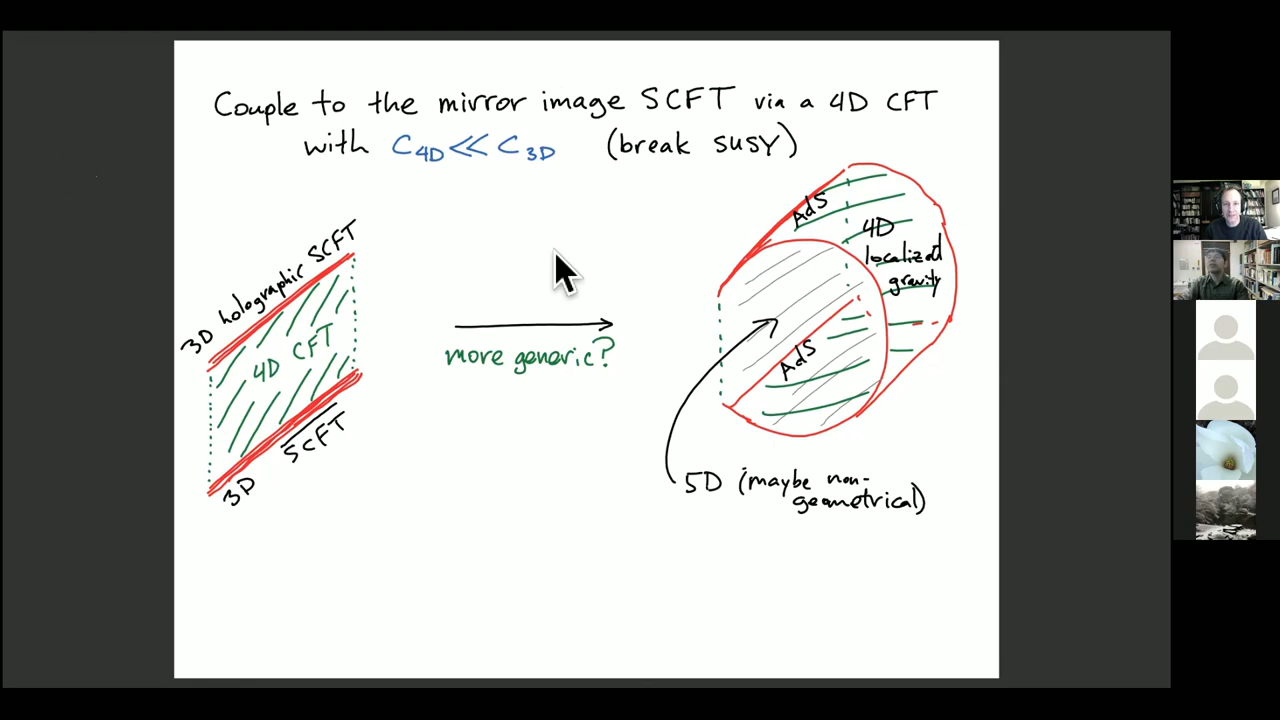 Couple to the mirror image SCFT via a 4D CFT
with C4D << C3D (break SUSY)
3D holographic SCFT
4D CFT
3D SCFT
more generic?
AdS
4D
localized
gravity
AdS
5D (maybe non-
geometrical)